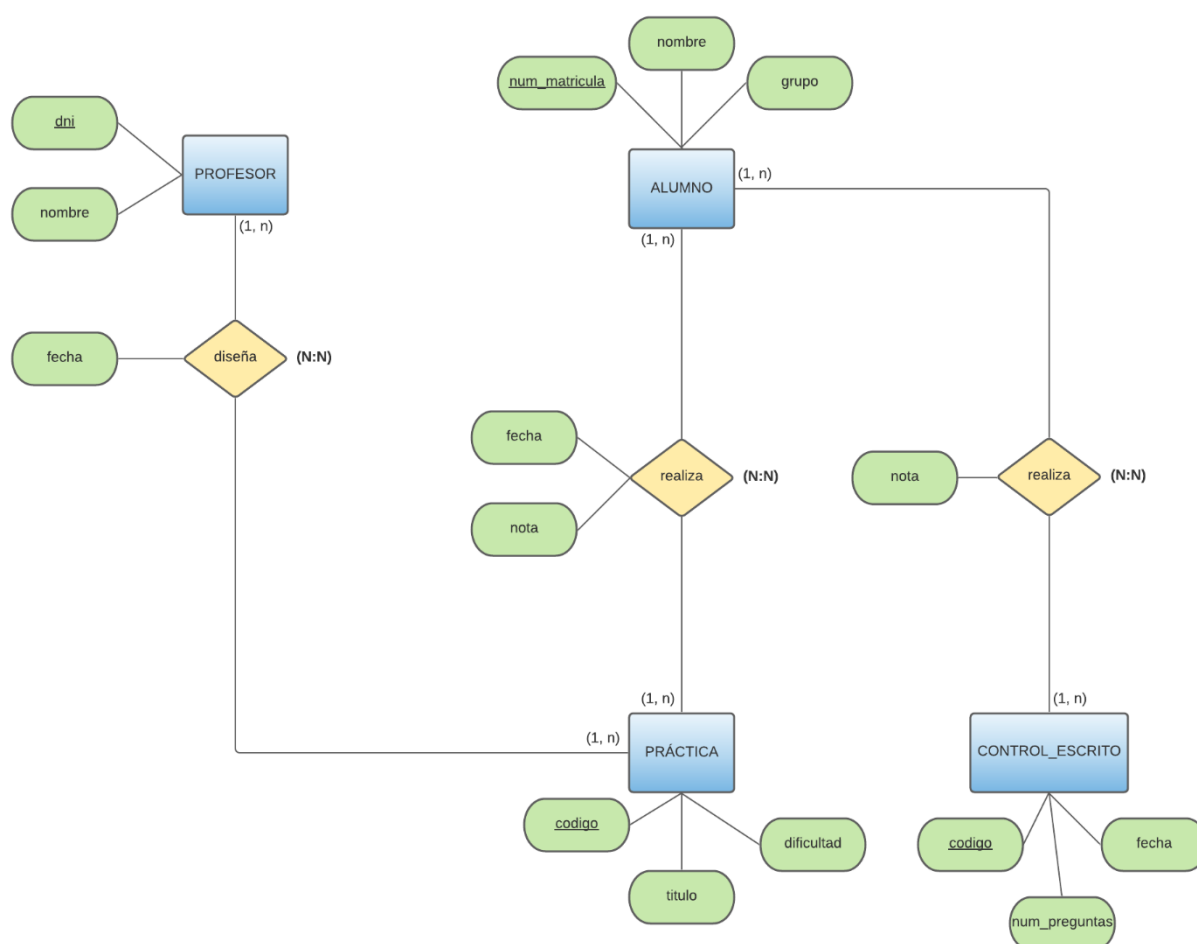 nombre
num_matricula
grupo
dni
PROFESOR
ALUMNO
(1, n)
nombre
(1, n)
(1, n)
fecha
diseña
(N:N)
fecha
realiza
(N:N)
nota
realiza
(N:N)
nota
(1, n)
(1, n)
(1, n)
PRÁCTICA
CONTROL_ESCRITO
codigo
dificultad
codigo
fecha
titulo
num_preguntas